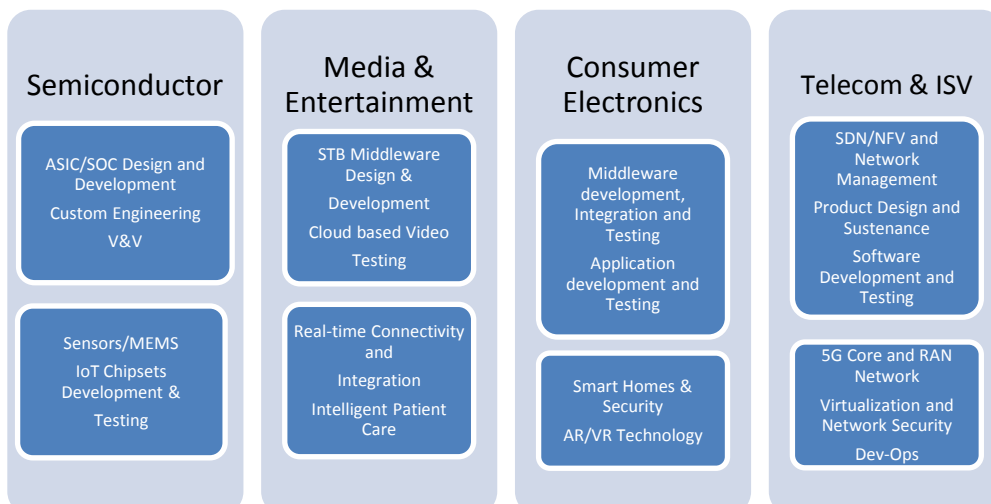 Semiconductor
ASIC/SOC Design and
Development
Custom Engineering
V&V
Sensors/MEMS
IoT Chipsets
Development &
Testing
Media &
Entertainment
STB Middleware
Design &
Development
Cloud based Video
Testing
Real-time Connectivity
and
Integration
Intelligent Patient
Care
Consumer
Electronics
Middleware
development,
Integration and
Testing
Application
development and
Testing
Smart Homes &
Security
AR/VR Technology
Telecom & ISV
SDN/NFV and
Network
Management
Product Design and
Sustenance
Software
Development and
Testing
5G Core and RAN
Network
Virtualization and
Network Security
Dev-Ops